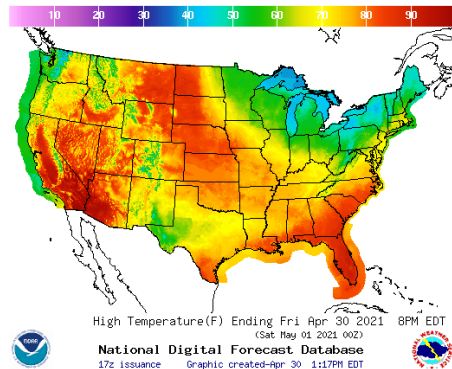 10 20 30 40 50 60 70 80 90
High Temperature(F) Ending Fri Apr 30 2021 8PM EDT
(Sat May 01 2021 00Z)
National Digital Forecast Database
17z issuance Graphic created-Apr 30 1:17PM EDT
NOAA